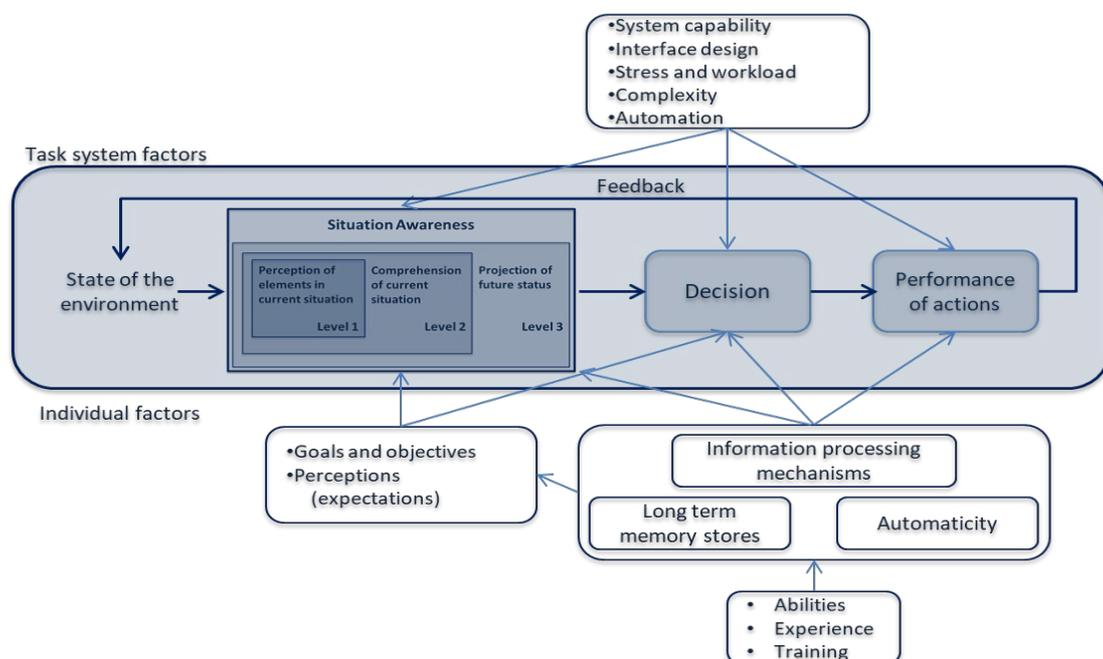 •System capability
•Interface design
•Stress and workload
•Complexity
•Automation
Task system factors
Feedback
Situation Awareness
State of the
environment
Perception of
elements in
current situation
Level 1
Comprehension
of current
situation
Level 2
Projection of
future status
Level 3
Decision
Performance
of actions
Individual factors
•Goals and objectives
•Perceptions
(expectations)
Information processing
mechanisms
Long term
memory stores
Automaticity
• Abilities
• Experience
• Training